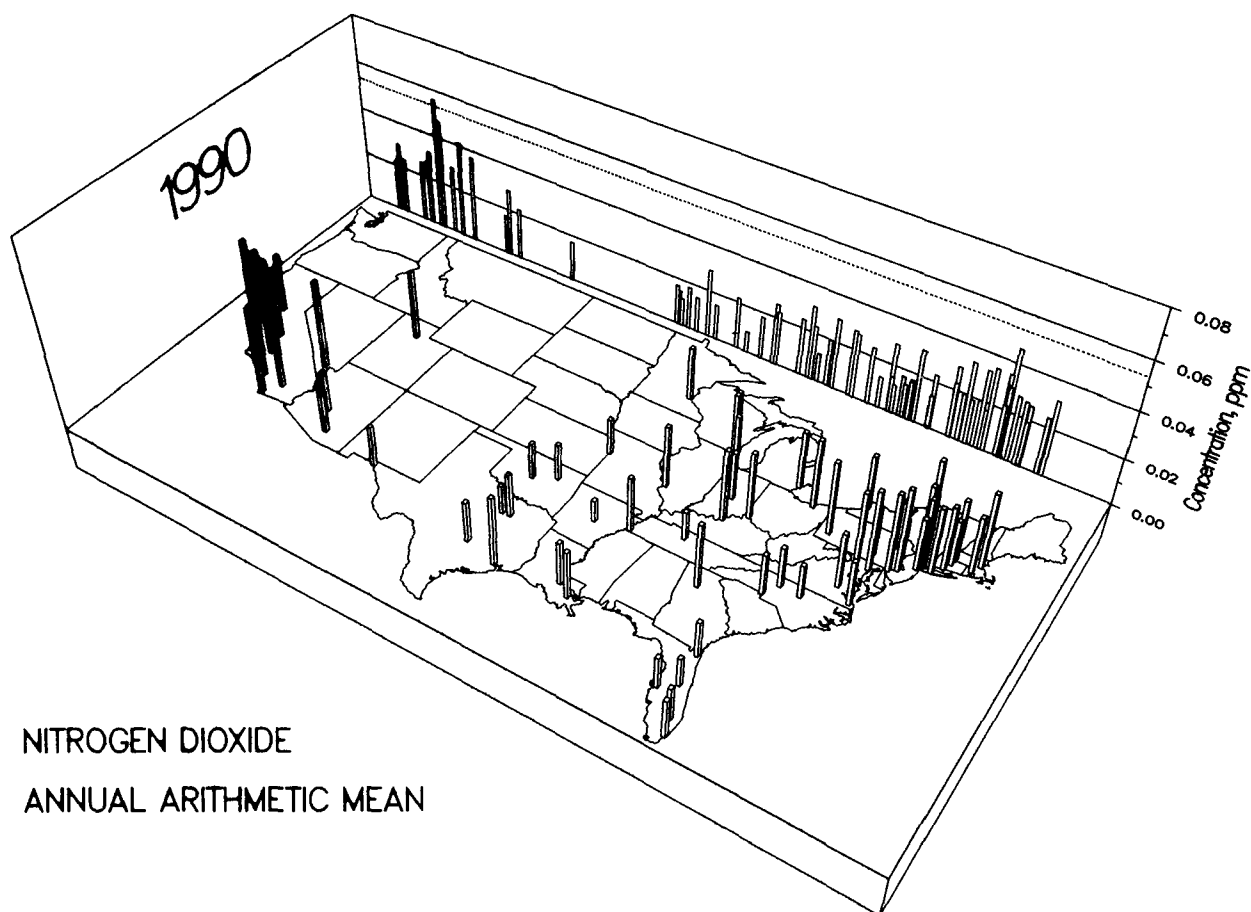 1990
0.08
0.06
0.04
0.02
0.00
Concentration, ppm
NITROGEN DIOXIDE
ANNUAL ARITHMETIC MEAN